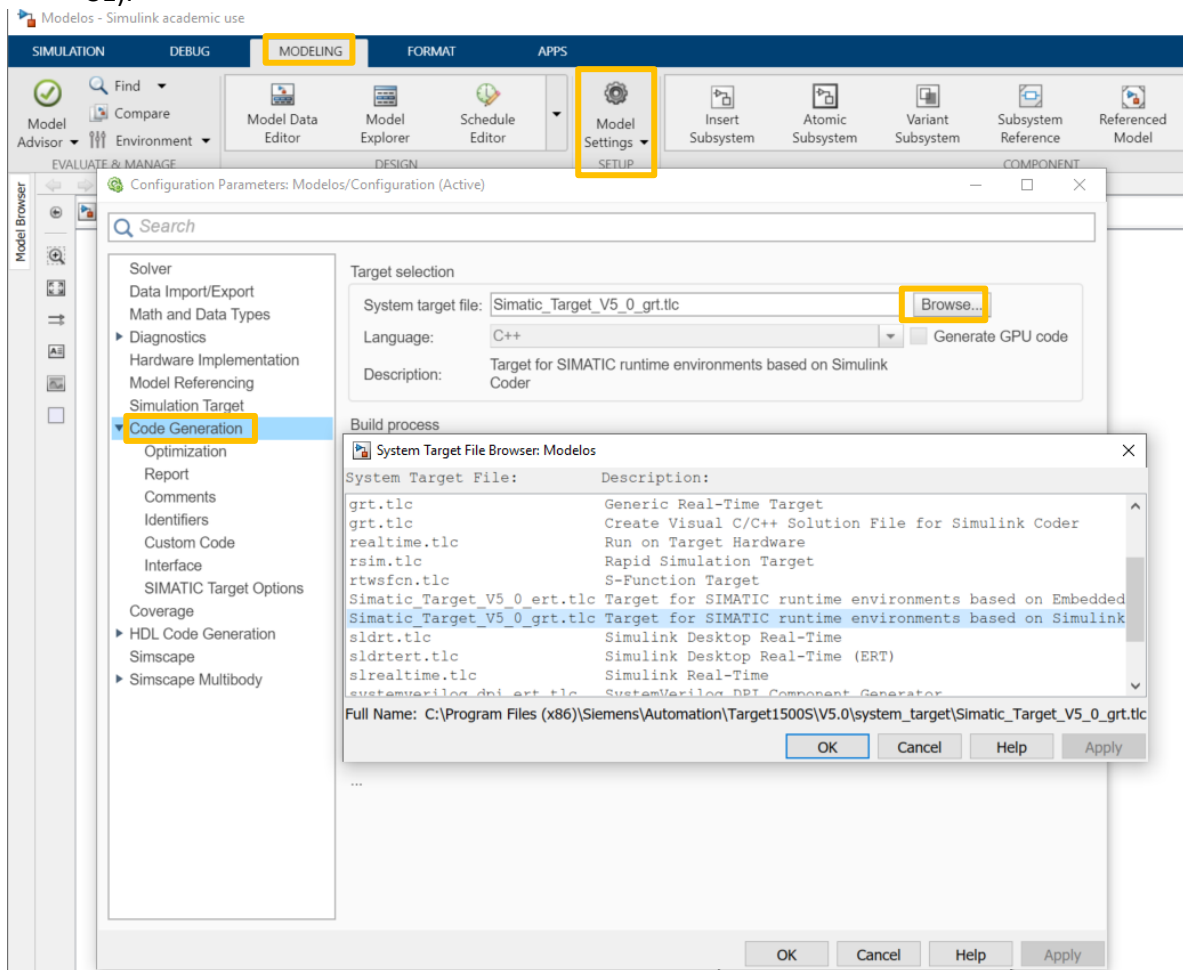 Modelos - Simulink academic use
SIMULATION DEBUG MODELING FORMAT APPS
Model Advisor
Find
Compare
Environment
Model Data Editor
Model Explorer
Schedule Editor
Model Settings
Insert Subsystem
Atomic Subsystem
Variant Subsystem
Subsystem Reference
Referenced Model
EVALUATE & MANAGE DESIGN SETUP COMPONENT
Model Browser
Configuration Parameters: Modelos/Configuration (Active)
Search
Solver
Data Import/Export
Math and Data Types
Diagnostics
Hardware Implementation
Model Referencing
Simulation Target
Code Generation
Optimization
Report
Comments
Identifiers
Custom Code
Interface
SIMATIC Target Options
Coverage
HDL Code Generation
Simscape
Simscape Multibody
Target selection
System target file: Simatic_Target_V5_0_grt.tlc Browse...
Language: C++ Generate GPU code
Description: Target for SIMATIC runtime environments based on Simulink
Coder
Build process
System Target File Browser: Modelos
System Target File: Description:
grt.tlc Generic Real-Time Target
grt.tlc Create Visual C/C++ Solution File for Simulink Coder
realtime.tlc Run on Target Hardware
rsim.tlc Rapid Simulation Target
rtwsfcn.tlc S-Function Target
Simatic_Target_V5_0_ert.tlc Target for SIMATIC runtime environments based on Embedded
Simatic_Target_V5_0_grt.tlc Target for SIMATIC runtime environments based on Simulink
sldrt.tlc Simulink Desktop Real-Time
sldrtert.tlc Simulink Desktop Real-Time (ERT)
slrealtime.tlc Simulink Real-Time
systemverilog_dpi_ert.tlc SystemVerilog DPI Component Generator
Full Name: C:\Program Files (x86)\Siemens\Automation\Target1500S\V5.0\system_target\Simatic_Target_V5_0_grt.tlc
OK Cancel Help Apply
...
OK Cancel Help Apply